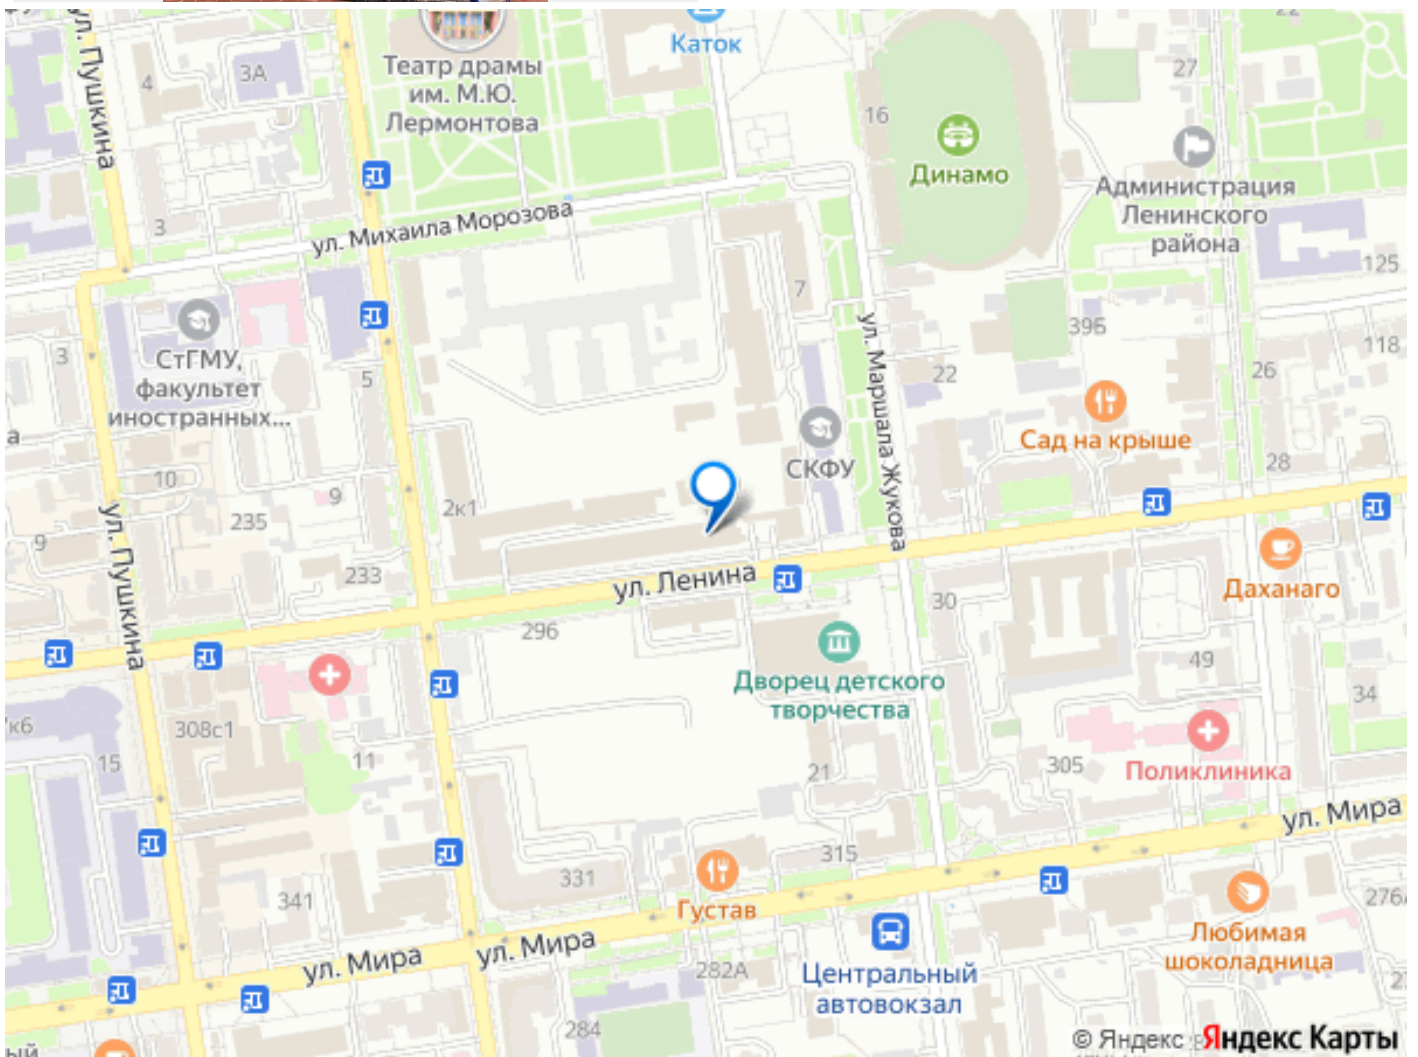 ул. Пушкина
4
3А
Театр драмы
им. М.Ю.
Лермонтова
Каток
16
Динамо
27
22
Администрация
Ленинского
района
125
3
ул. Михаила Морозова
7
СтГМУ,
факультет
иностранных...
3
5
ул. Маршала Жукова
39Б
118
26
22
Сад на крыше
а
10
9
235
2к1
СКФУ
28
9
ул. Пушкина
233
ул. Ленина
Даханаго
296
30
49
Дворец детского
творчества
34
308с1
15
11
21
305
Поликлиника
ул. Мира
315
331
Густав
341
276А
Любимая
шоколадница
ул. Мира
ул. Мира
282А
Центральный
автовокзал
284
© Яндекс
Яндекс Карты